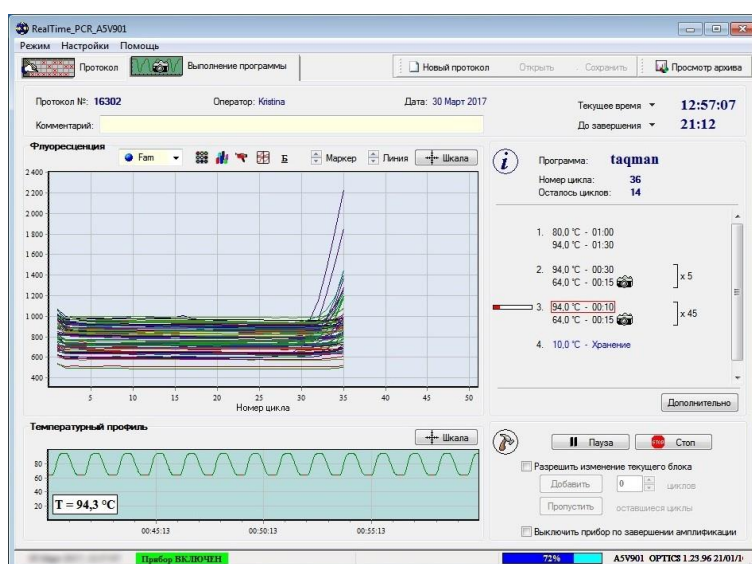 RealTime_PCR_A5V901
Режим Настройки Помощь
Протокол Выполнение программы Новый протокол Открыть Сохранить Просмотр архива
Протокол №: 16302 Оператор: Kristina Дата: 30 Март 2017 Текущее время 12:57:07
Комментарий: До завершения 21:12
Флуоресценция
Fam Б Маркер Линия Шкала
2 400
2 200
2 000
1 800
1 600
1 400
1 200
1 000
800
600
400
5 10 15 20 25 30 35 40 45 50
Номер цикла
Программа: taqman
Номер цикла: 36
Осталось циклов: 14
1. 80,0 °C - 01:00
94,0 °C - 01:30
2. 94,0 °C - 00:30
64,0 °C - 00:15
x 5
3. 94,0 °C - 00:10
64,0 °C - 00:15
x 45
4. 10,0 °C - Хранение
Дополнительно
Температурный профиль
Шкала
80
60
40
20
T = 94,3 °C
00:45:13 00:50:13 00:55:13
Пауза STOP Стоп
Разрешить изменение текущего блока
Добавить 0 циклов
Пропустить оставшиеся циклы
Выключить прибор по завершении амплификации
Прибор ВКЛЮЧЕН 72% A5V901 OPTICS 1.23.96 21/01/1